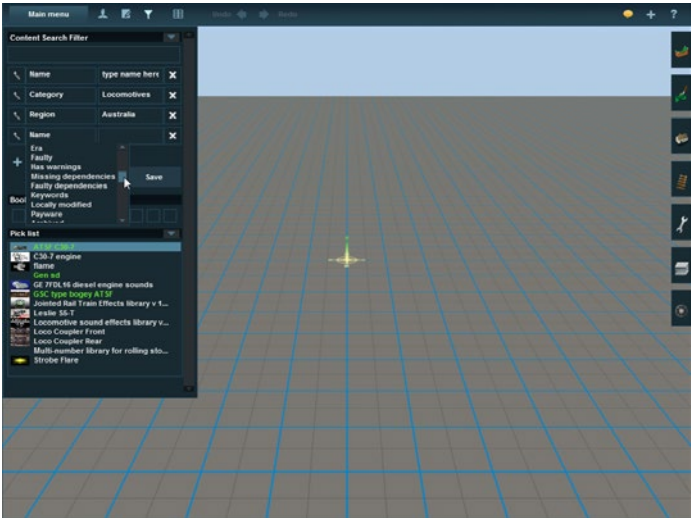 Main menu
Undo
Redo
?
Content Search Filter
Name type name here
Category Locomotives
Region Australia
Name
Era
Faulty
Has warnings
Missing dependencies
Faulty dependencies
Save
Keywords
Locally modified
Payware
Archived
Pick list
ATSF C30-7
C30-7 engine
flame
Gen sd
GE 7FDL16 diesel engine sounds
GSC type bogey ATSF
Jointed Rail Train Effects library v 1...
Leslie S5-T
Locomotive sound effects library v...
Loco Coupler Front
Loco Coupler Rear
Multi-number library for rolling sto...
Strobe Flare